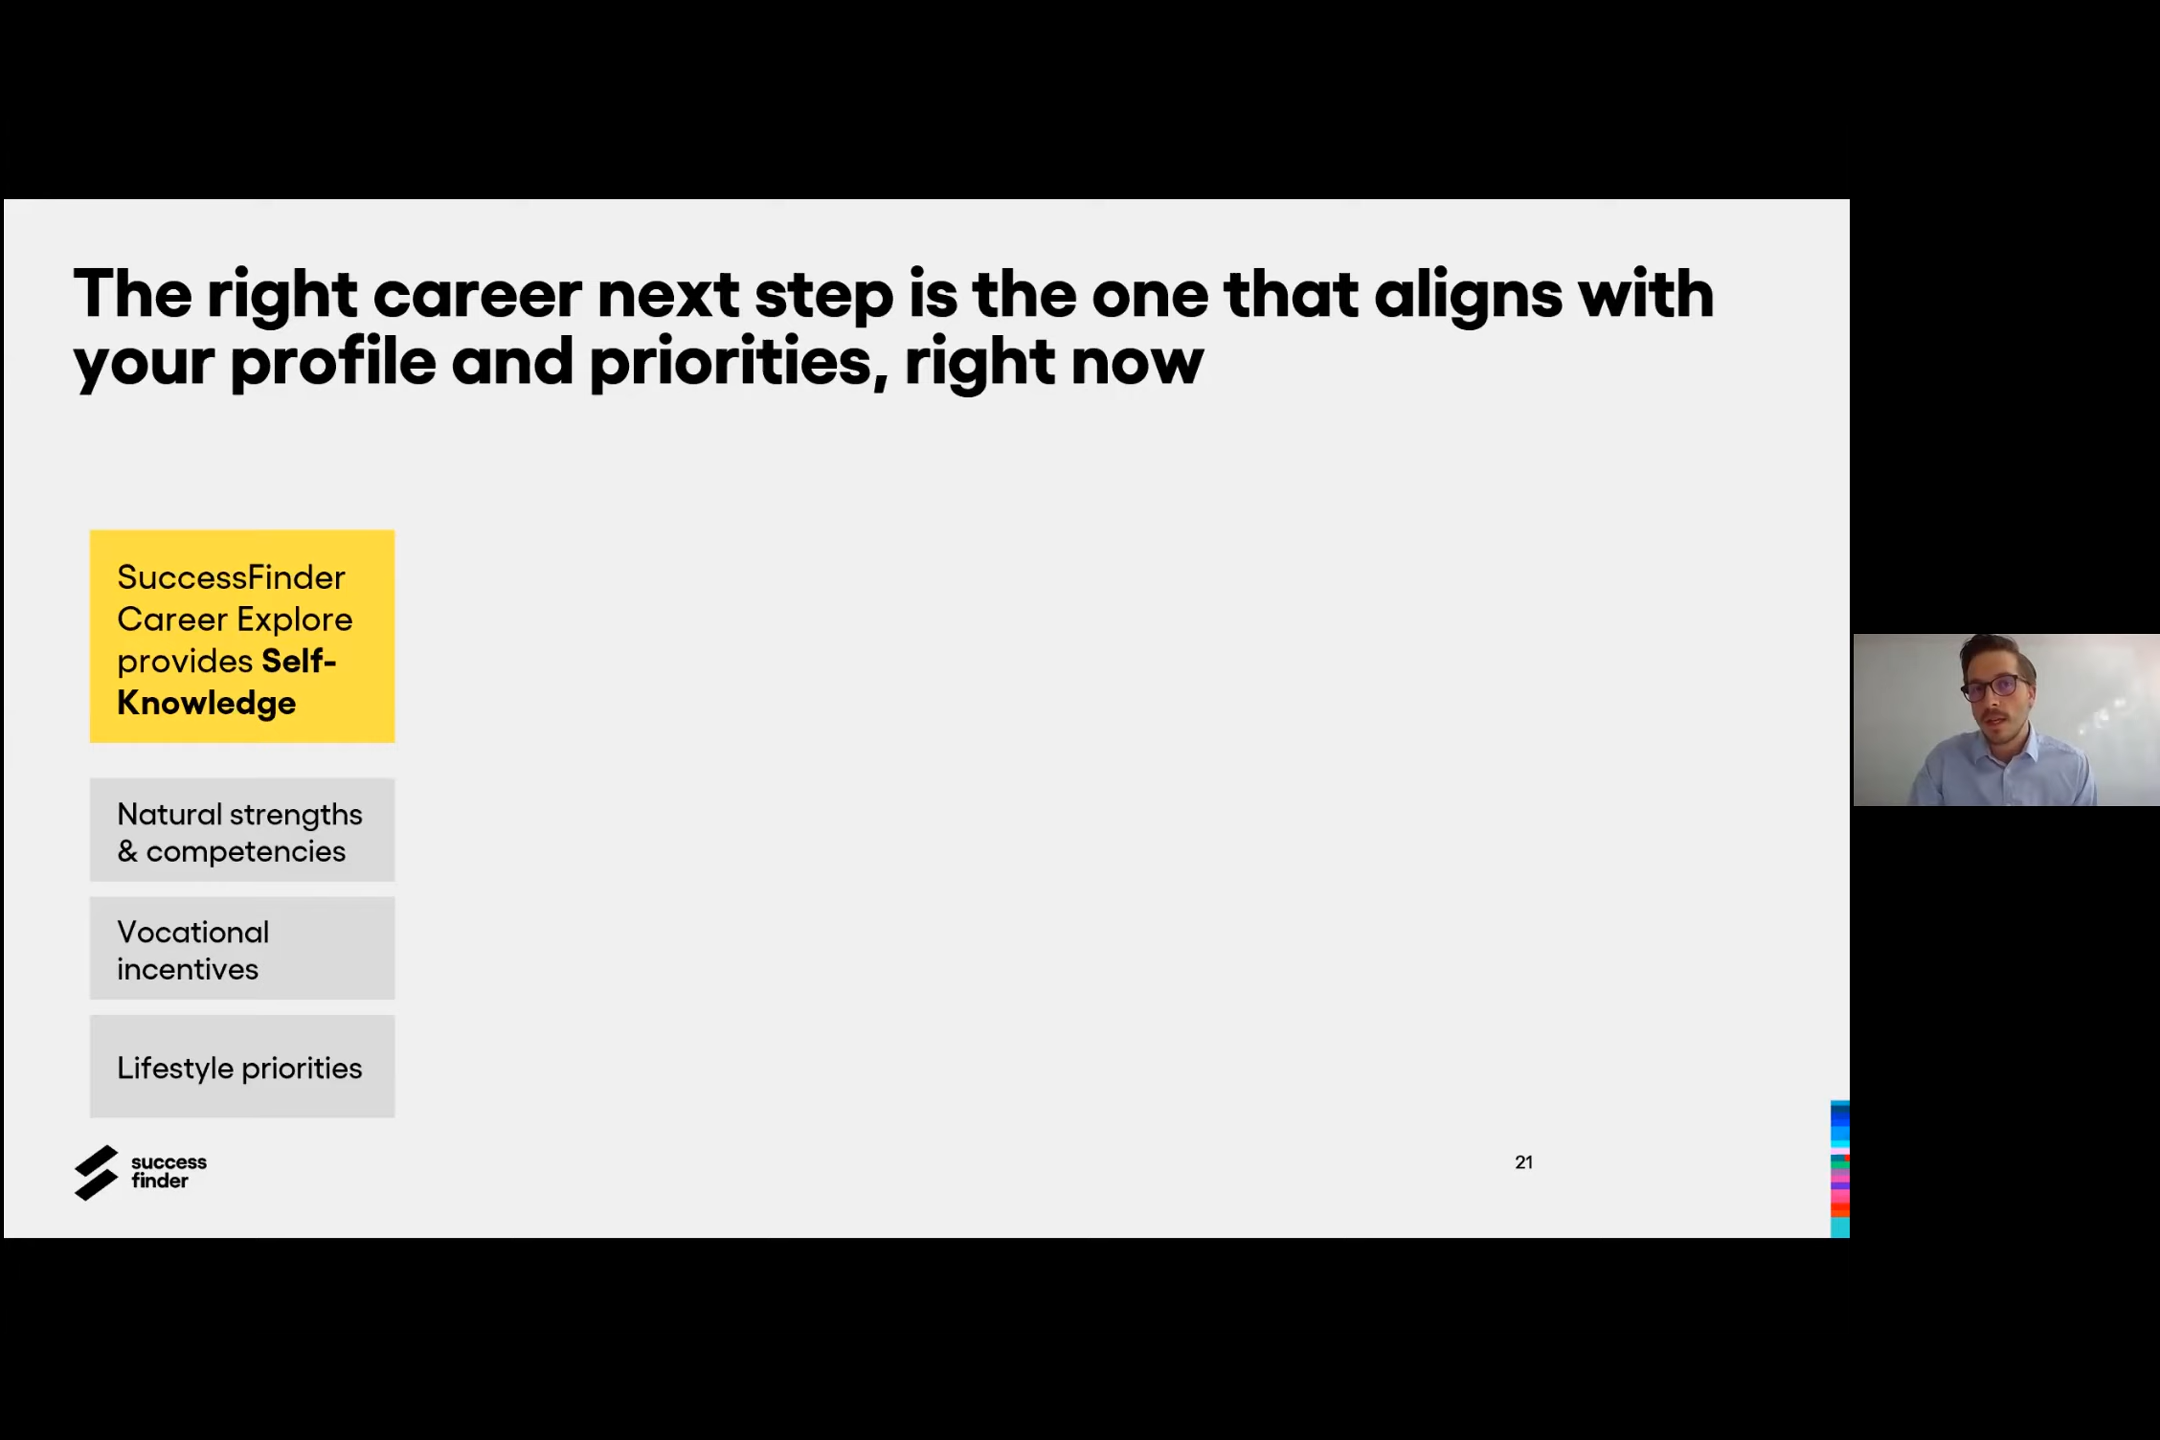 The right career next step is the one that aligns with
your profile and priorities, right now
SuccessFinder
Career Explore
provides Self-
Knowledge
Natural strengths
& competencies
Vocational
incentives
Lifestyle priorities
success
finder
21